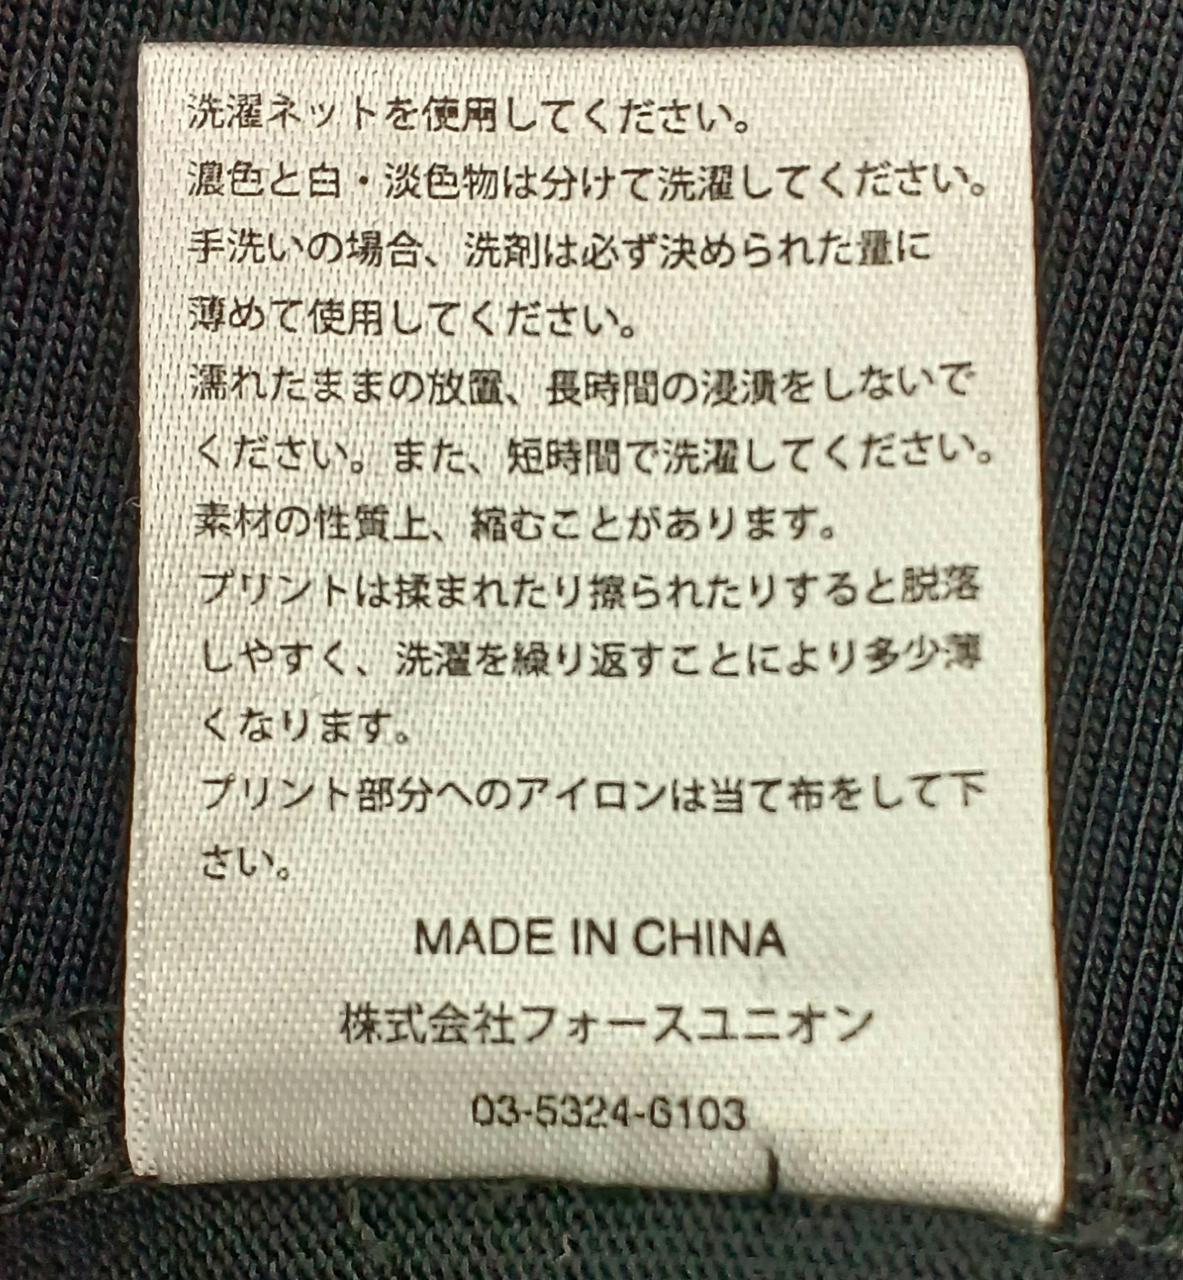 洗濯ネットを使用してください。
濃色と白・淡色物は分けて洗濯してください。
手洗いの場合、洗剤は必ず決められた量に
薄めて使用してください。
濡れたままの放置、長時間の浸漬をしないで
ください。また、短時間で洗濯してください。
素材の性質上、縮むことがあります。
プリントは揉まれたり擦られたりすると脱落
しやすく、洗濯を繰り返すことにより多少薄
くなります。
プリント部分へのアイロンは当て布をして下
さい。
MADE IN CHINA
株式会社フォースユニオン
03-5324-6103